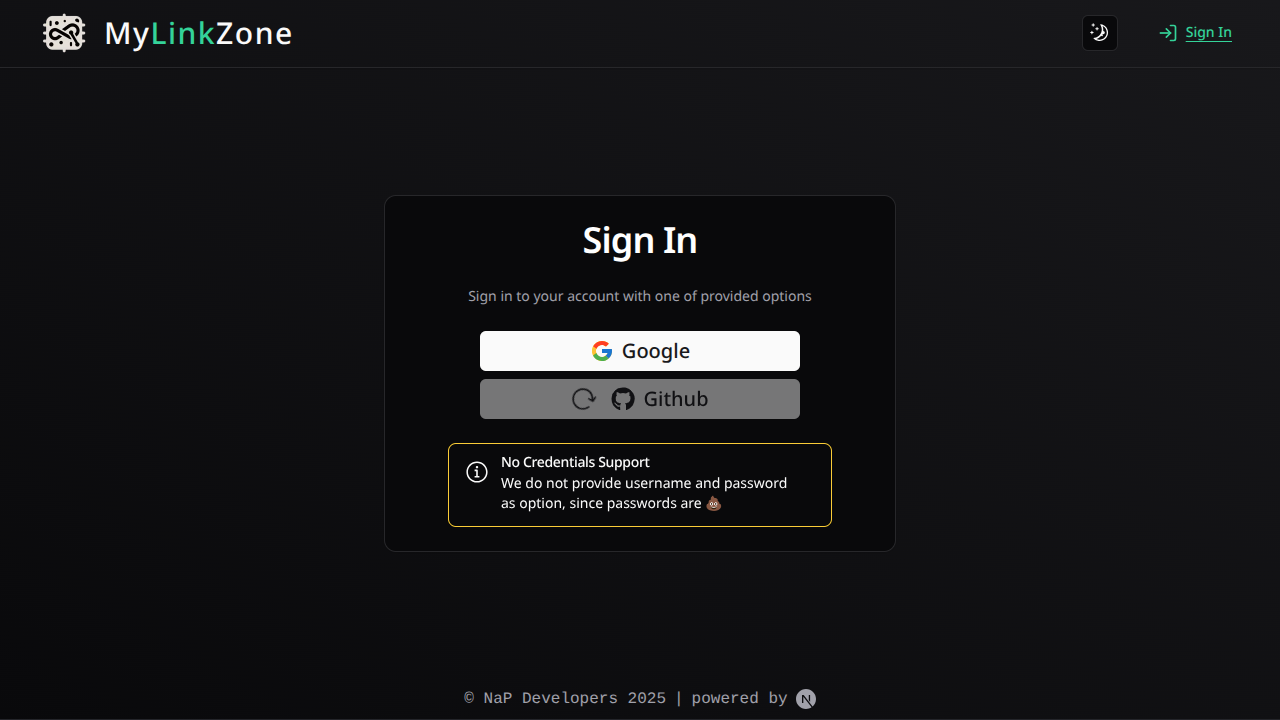 MyLinkZone
Sign In
Sign In
Sign in to your account with one of provided options
Google
Github
No Credentials Support
We do not provide username and password
as option, since passwords are 💩
© NaP Developers 2025 | powered by N